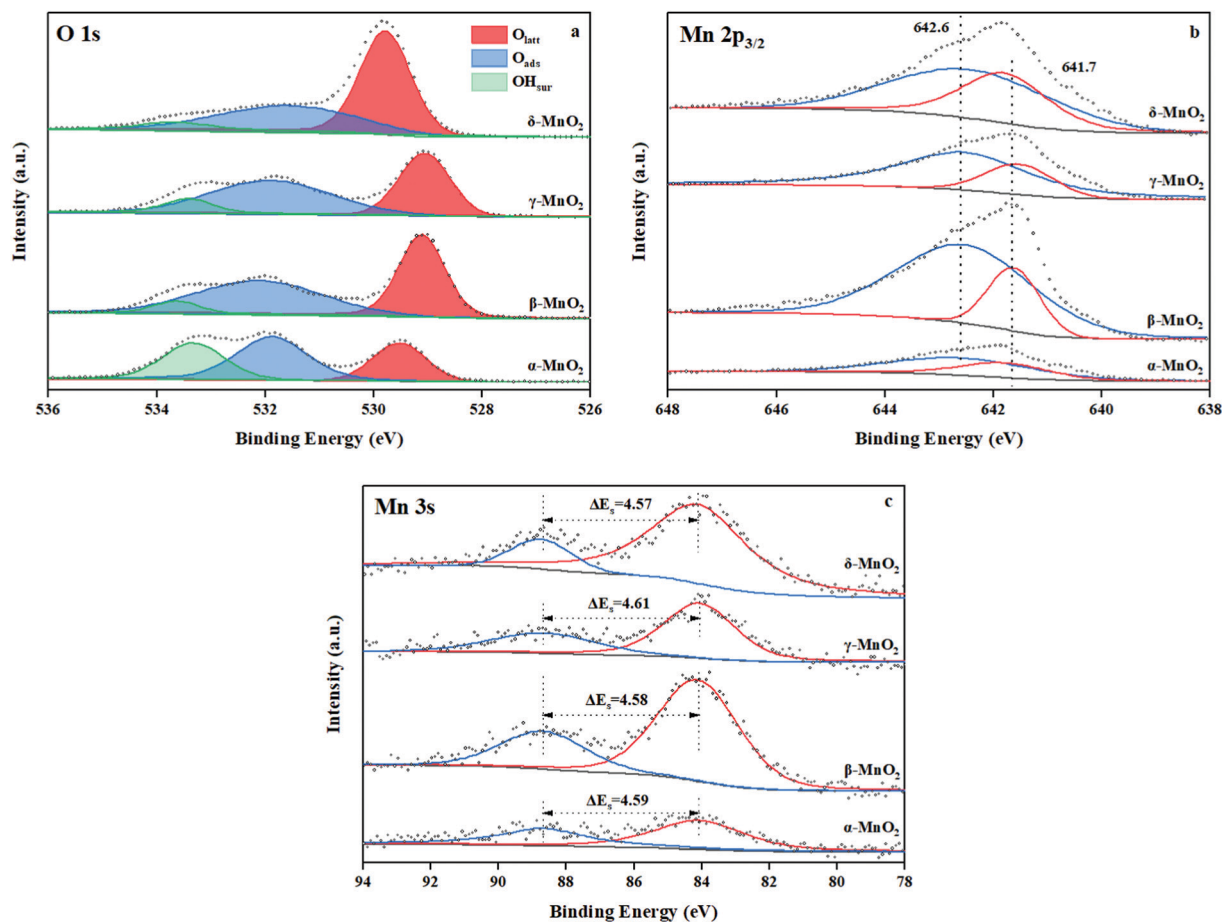 O 1s
a
O_latt
O_ads
OH_sur
δ-MnO₂
γ-MnO₂
β-MnO₂
α-MnO₂
Intensity (a.u.)
536 534 532 530 528 526
Binding Energy (eV)
Mn 2p₃/₂
b
642.6
641.7
δ-MnO₂
γ-MnO₂
β-MnO₂
α-MnO₂
Intensity (a.u.)
648 646 644 642 640 638
Binding Energy (eV)
Mn 3s
c
ΔEₛ=4.57
δ-MnO₂
ΔEₛ=4.61
γ-MnO₂
ΔEₛ=4.58
β-MnO₂
ΔEₛ=4.59
α-MnO₂
Intensity (a.u.)
94 92 90 88 86 84 82 80 78
Binding Energy (eV)